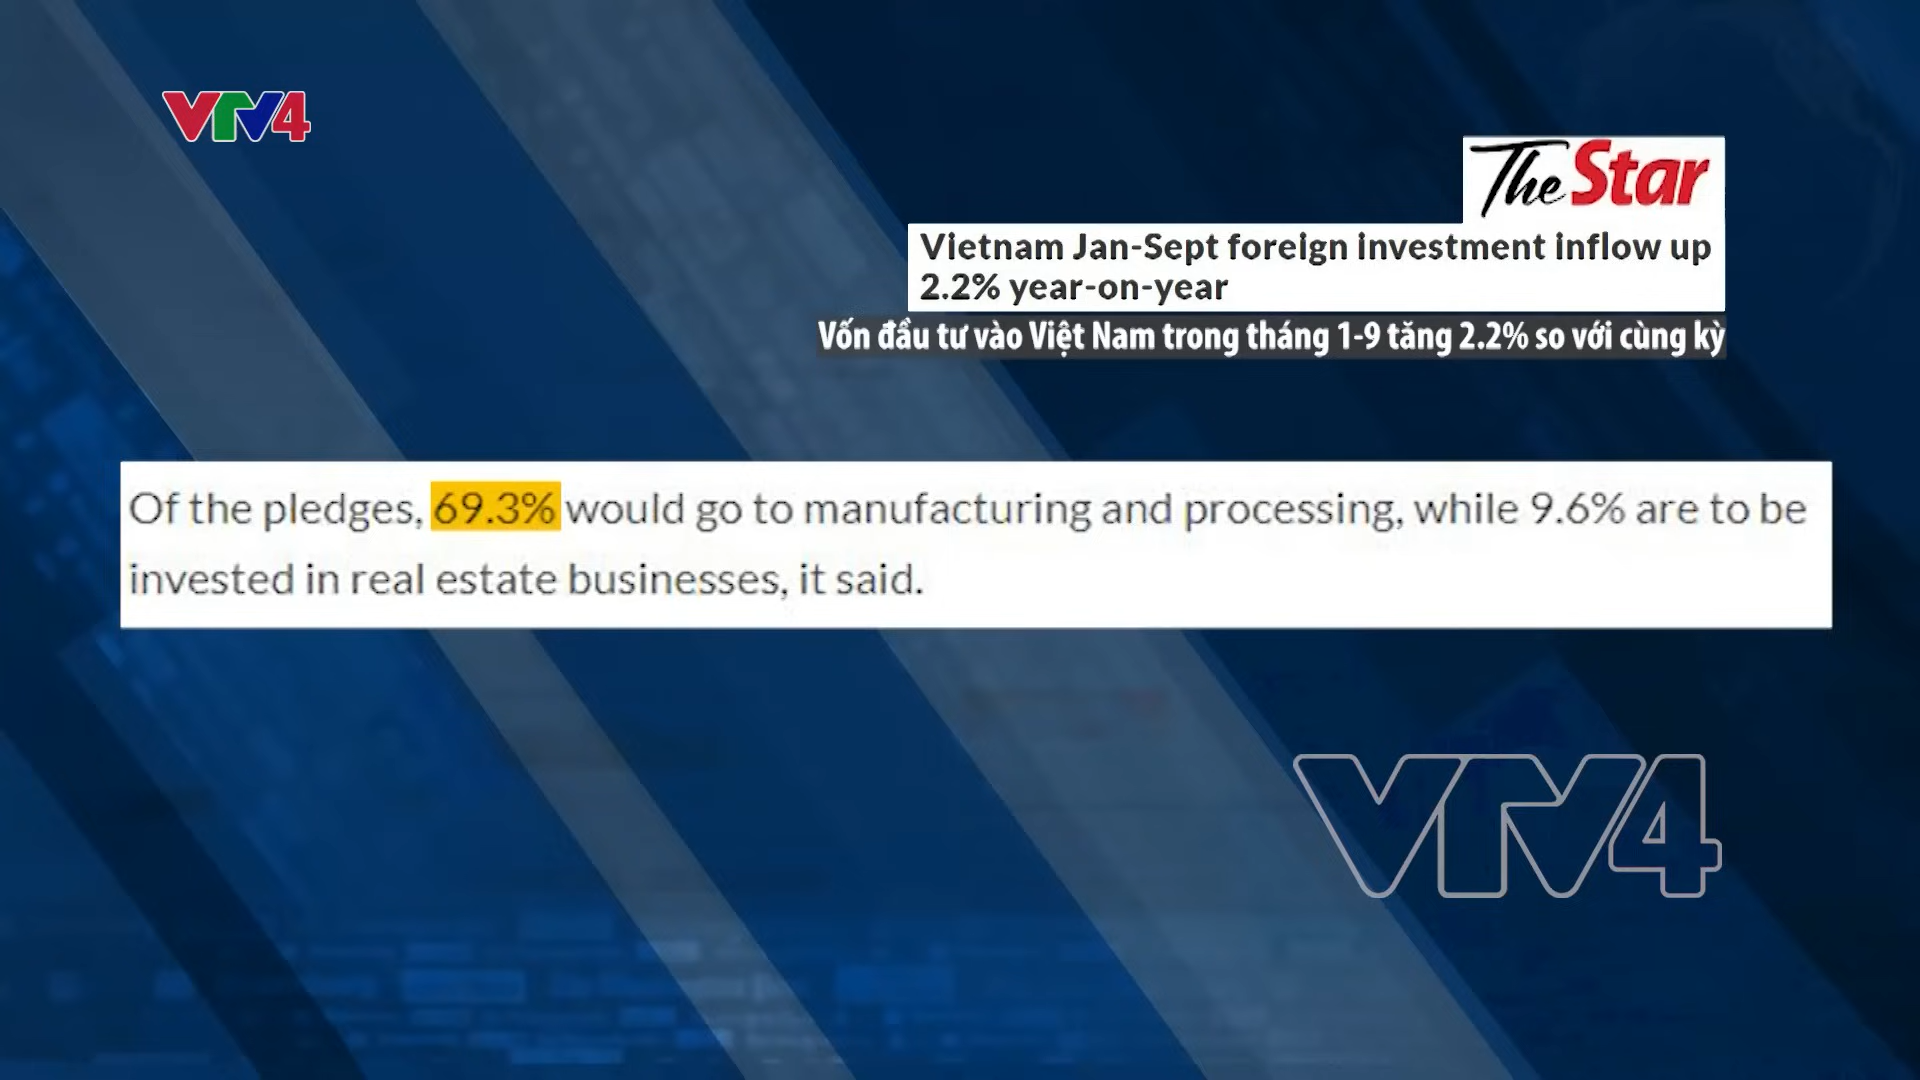 VTV4
The Star
Vietnam Jan-Sept foreign investment inflow up
2.2% year-on-year
Vốn đầu tư vào Việt Nam trong tháng 1-9 tăng 2.2% so với cùng kỳ
Of the pledges, 69.3% would go to manufacturing and processing, while 9.6% are to be
invested in real estate businesses, it said.
VTV4